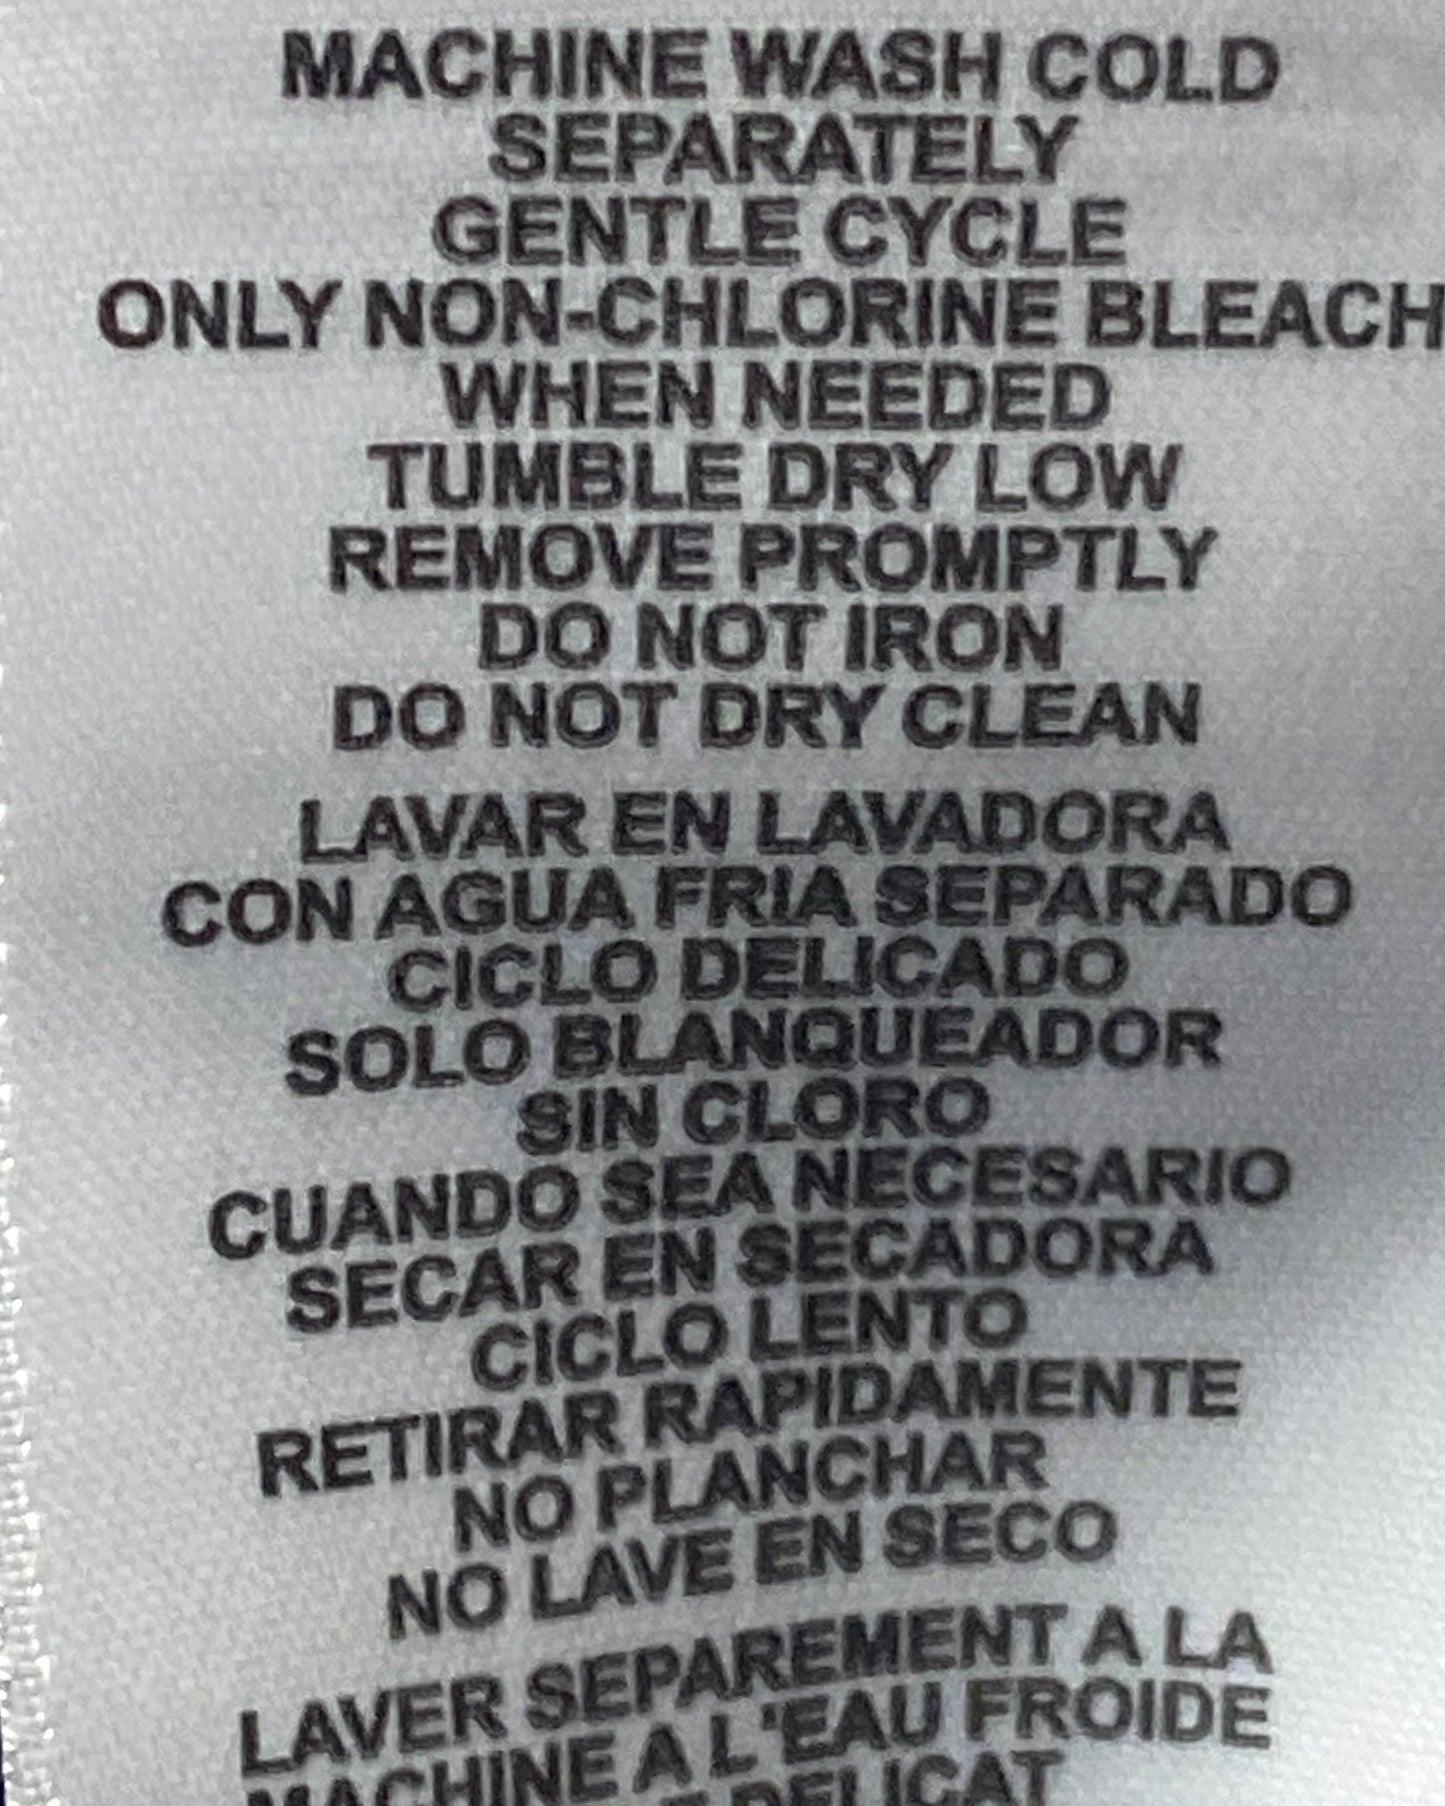 MACHINE WASH COLD
SEPARATELY
GENTLE CYCLE
ONLY NON-CHLORINE BLEACH
WHEN NEEDED
TUMBLE DRY LOW
REMOVE PROMPTLY
DO NOT IRON
DO NOT DRY CLEAN
LAVAR EN LAVADORA
CON AGUA FRIA SEPARADO
CICLO DELICADO
SOLO BLANQUEADOR
SIN CLORO
CUANDO SEA NECESARIO
SECAR EN SECADORA
CICLO LENTO
RETIRAR RAPIDAMENTE
NO PLANCHAR
NO LAVE EN SECO
LAVER SEPAREMENT A LA
MACHINE A L'EAU FROIDE
DELICAT